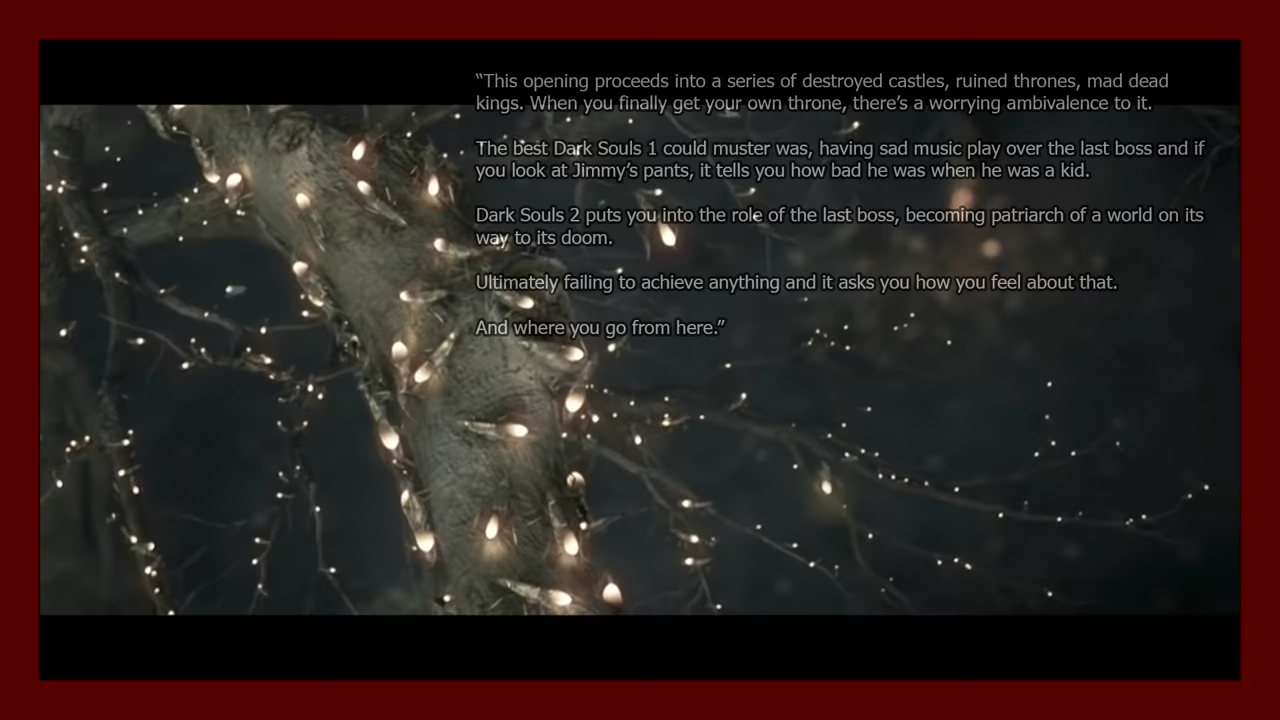 “This opening proceeds into a series of destroyed castles, ruined thrones, mad dead
kings. When you finally get your own throne, there’s a worrying ambivalence to it.
The best Dark Souls 1 could muster was, having sad music play over the last boss and if
you look at Jimmy’s pants, it tells you how bad he was when he was a kid.
Dark Souls 2 puts you into the role of the last boss, becoming patriarch of a world on its
way to its doom.
Ultimately failing to achieve anything and it asks you how you feel about that.
And where you go from here.”